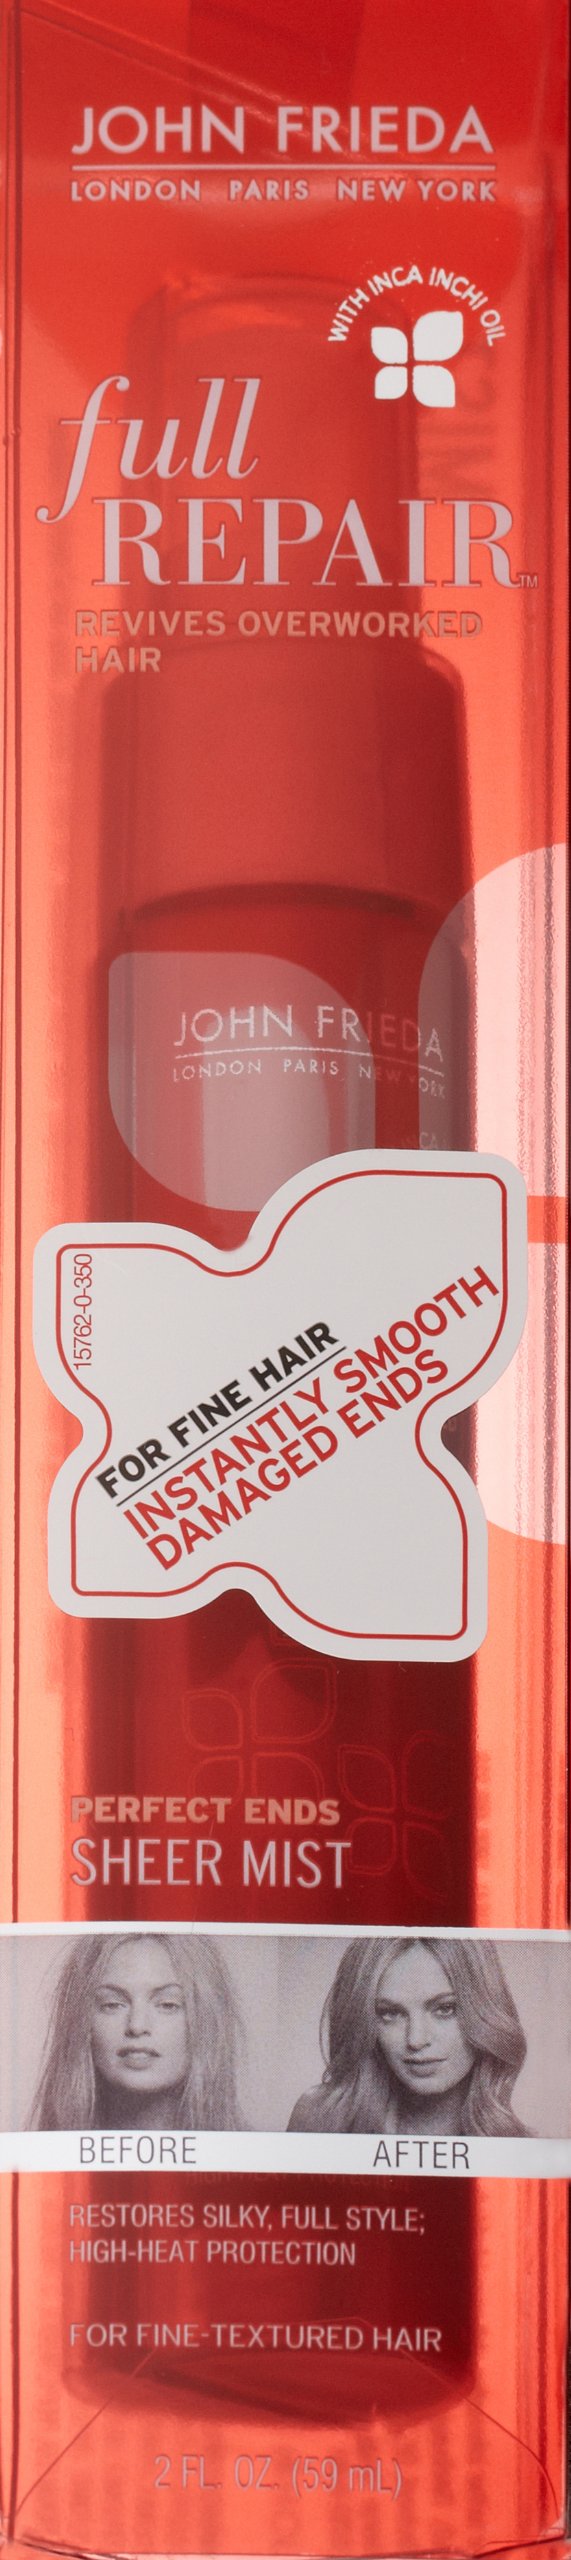 JOHN FRIEDA
LONDON PARIS NEW YORK
WITH INCA INCHI OIL
full
REPAIR™
REVIVES OVERWORKED
HAIR
JOHN FRIEDA
LONDON PARIS NEW YORK
15762-0-350
FOR FINE HAIR
INSTANTLY SMOOTH
DAMAGED ENDS
PERFECT ENDS
SHEER MIST
BEFORE AFTER
RESTORES SILKY, FULL STYLE;
HIGH-HEAT PROTECTION
FOR FINE-TEXTURED HAIR
2 FL. OZ. (59 mL)